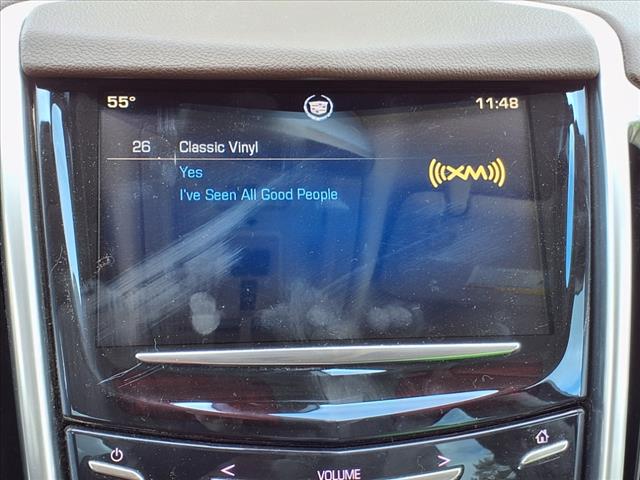 55° 11:48
26 Classic Vinyl
Yes
I've Seen All Good People
((((XM))))
VOLUME